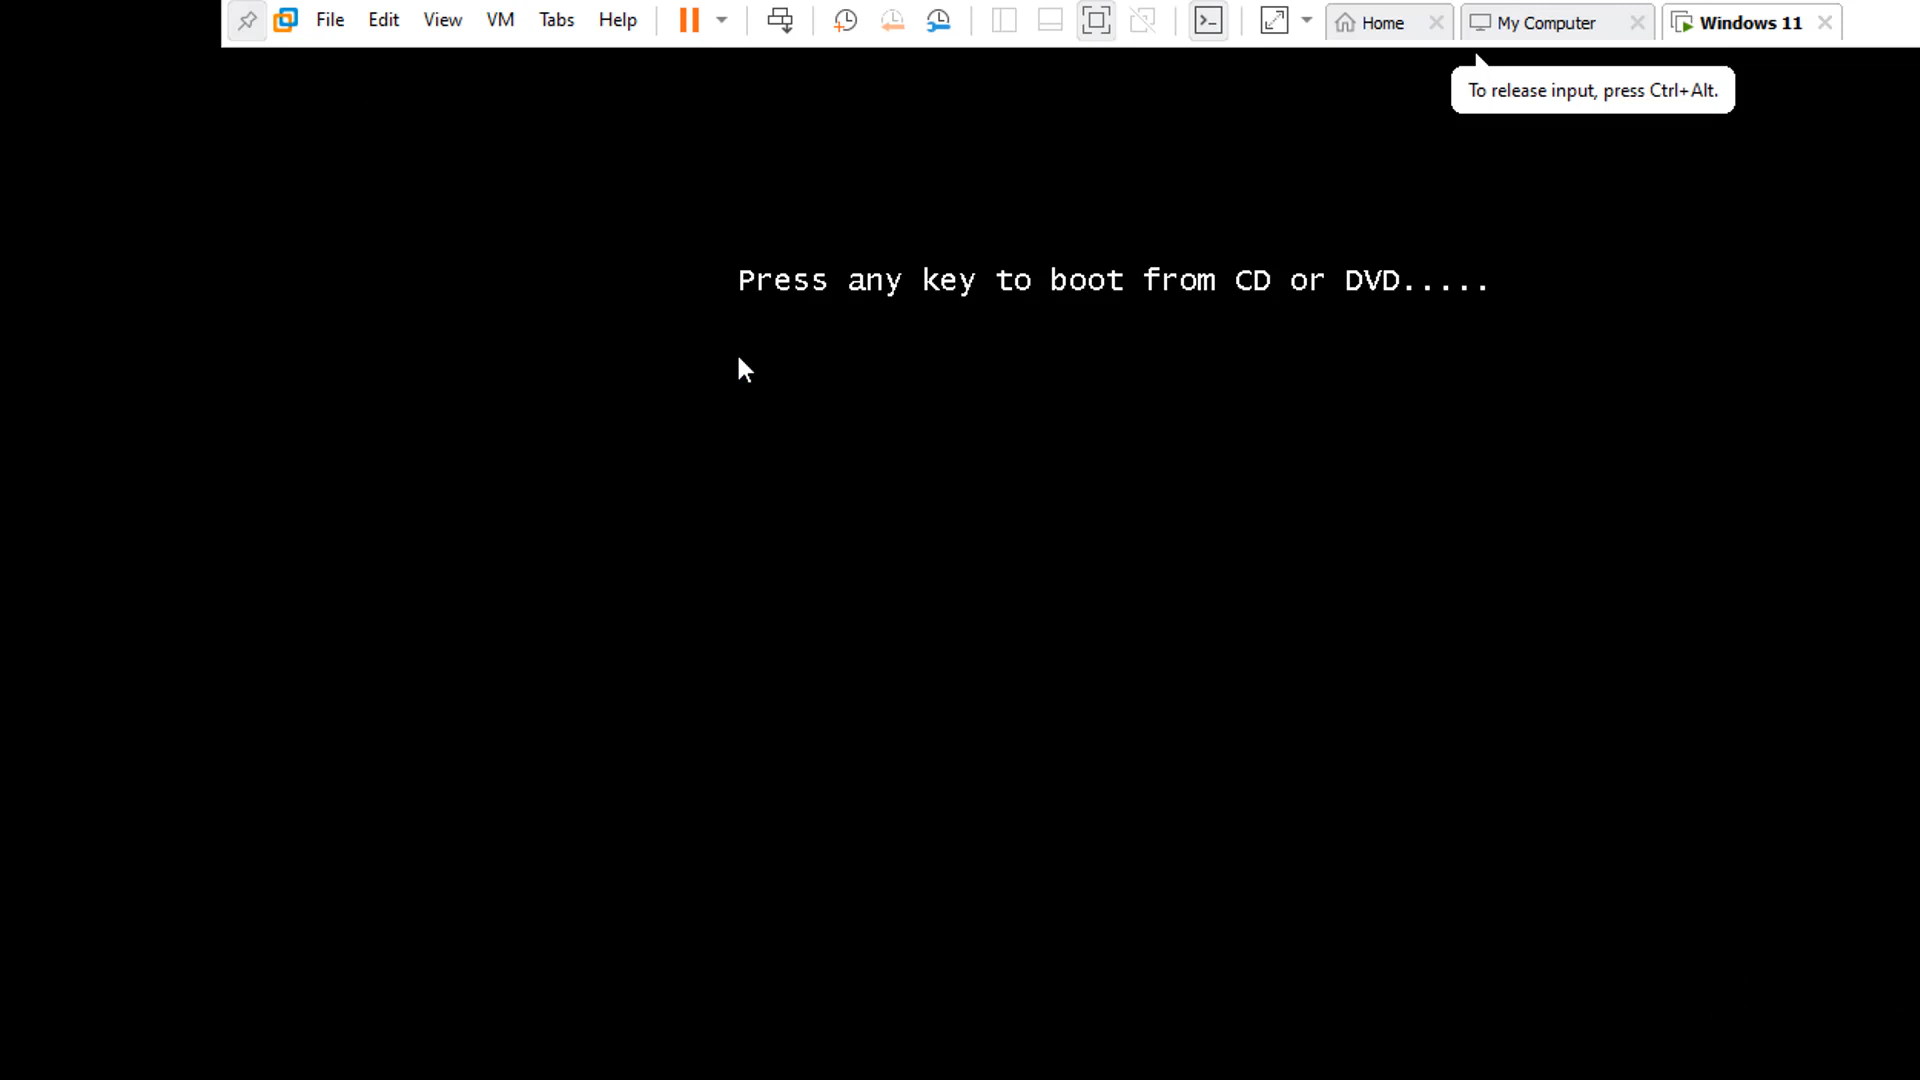 File Edit View VM Tabs Help Home My Computer Windows 11
To release input, press Ctrl+Alt.
Press any key to boot from CD or DVD.....